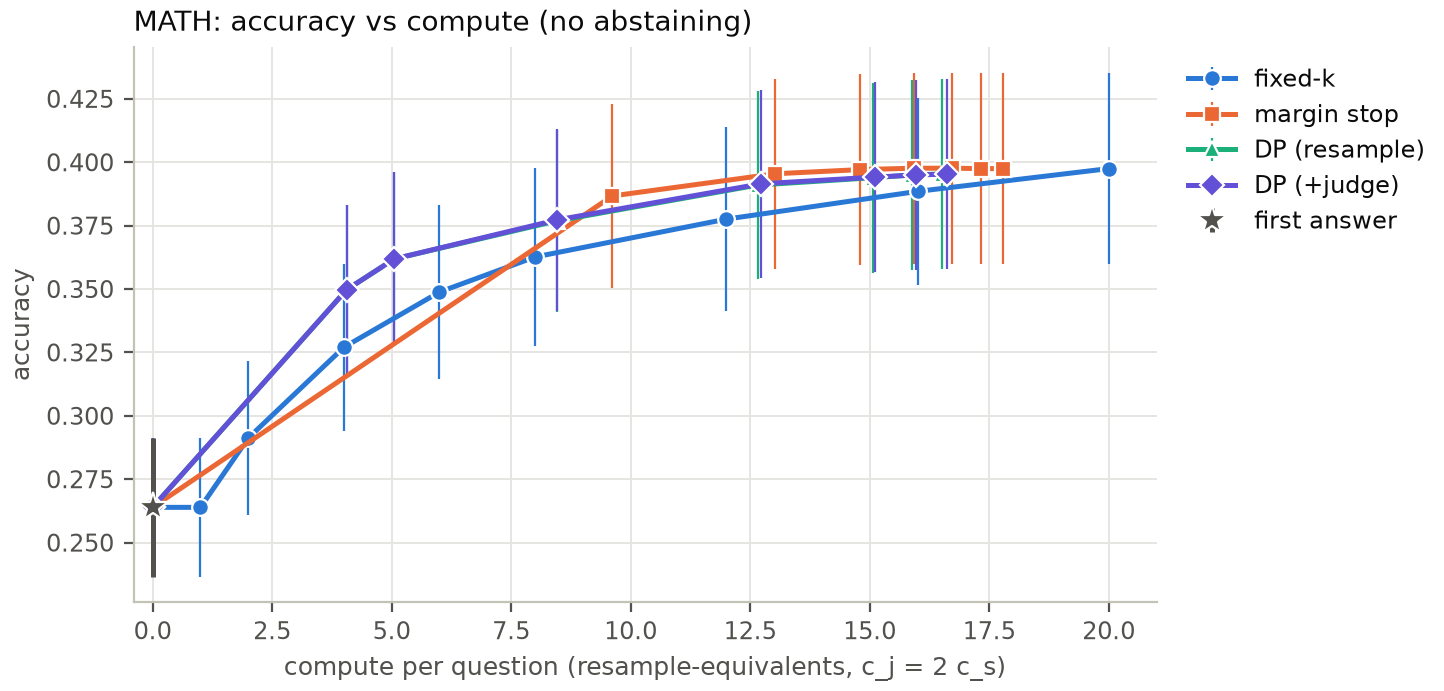 MATH: accuracy vs compute (no abstaining)
fixed-k
margin stop
DP (resample)
DP (+judge)
first answer
accuracy
0.425
0.400
0.375
0.350
0.325
0.300
0.275
0.250
0.0 2.5 5.0 7.5 10.0 12.5 15.0 17.5 20.0
compute per question (resample-equivalents, c_j = 2 c_s)